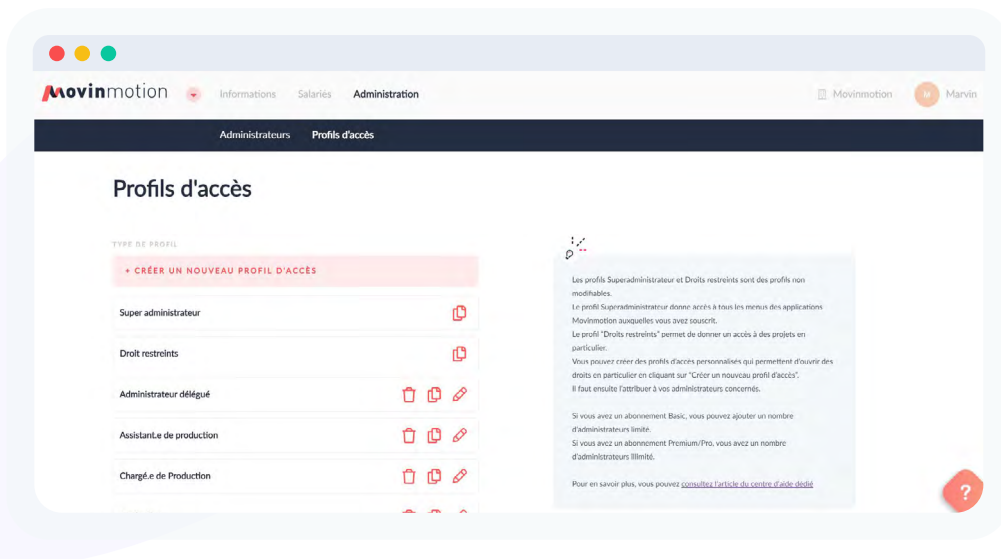 Movinmotion
Informations Salariés Administration
Movinmotion M Marvin
Administrateurs Profils d'accès
Profils d'accès
TYPE DE PROFIL
+ CRÉER UN NOUVEAU PROFIL D'ACCÈS
Super administrateur
Droit restreints
Administrateur délégué
Assistant.e de production
Chargé.e de Production
Les profils Superadministrateur et Droits restreints sont des profils non
modifiables.
Le profil Superadministrateur donne accès à tous les menus des applications
Movinmotion auxquelles vous avez souscrit.
Le profil "Droits restreints" permet de donner un accès à des projets en
particulier.
Vous pouvez créer des profils d'accès personnalisés qui permettent d'ouvrir des
droits en particulier en cliquant sur "Créer un nouveau profil d'accès".
Il faut ensuite l'attribuer à vos administrateurs concernés.
Si vous avez un abonnement Basic, vous pouvez ajouter un nombre
d'administrateurs limité.
Si vous avez un abonnement Premium/Pro, vous avez un nombre
d'administrateurs illimité.
Pour en savoir plus, vous pouvez consultez l'article du centre d'aide dédié
?